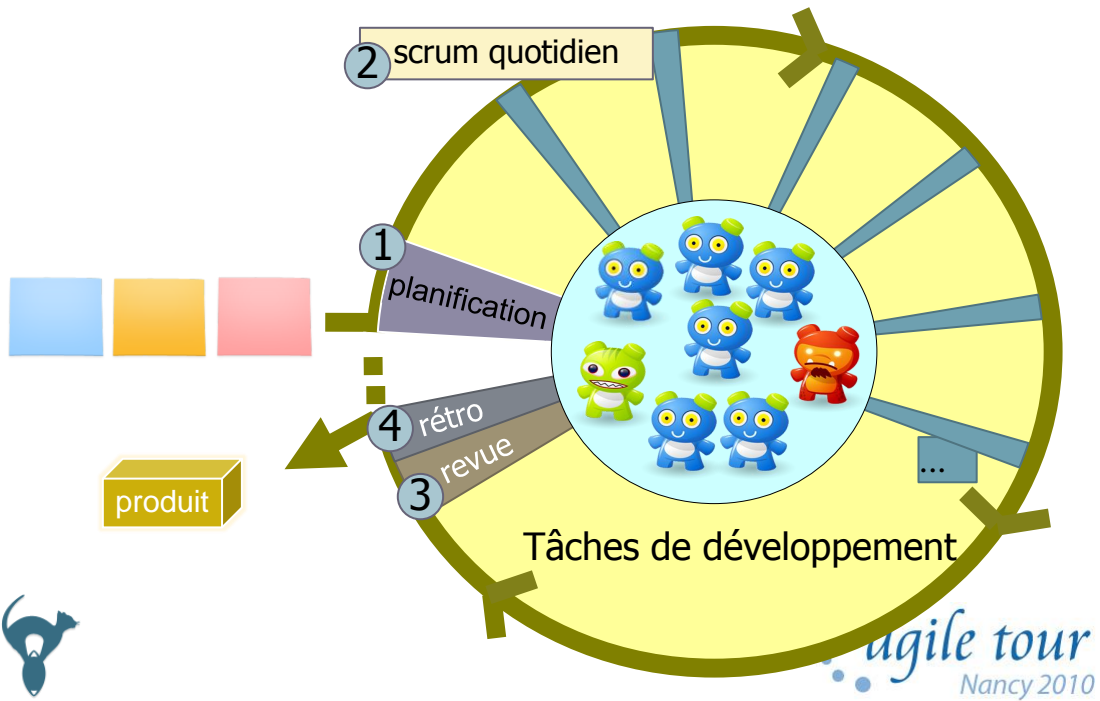 2 scrum quotidien
1
planification
4 rétro
3 revue
...
produit
Tâches de développement
agile tour
Nancy 2010